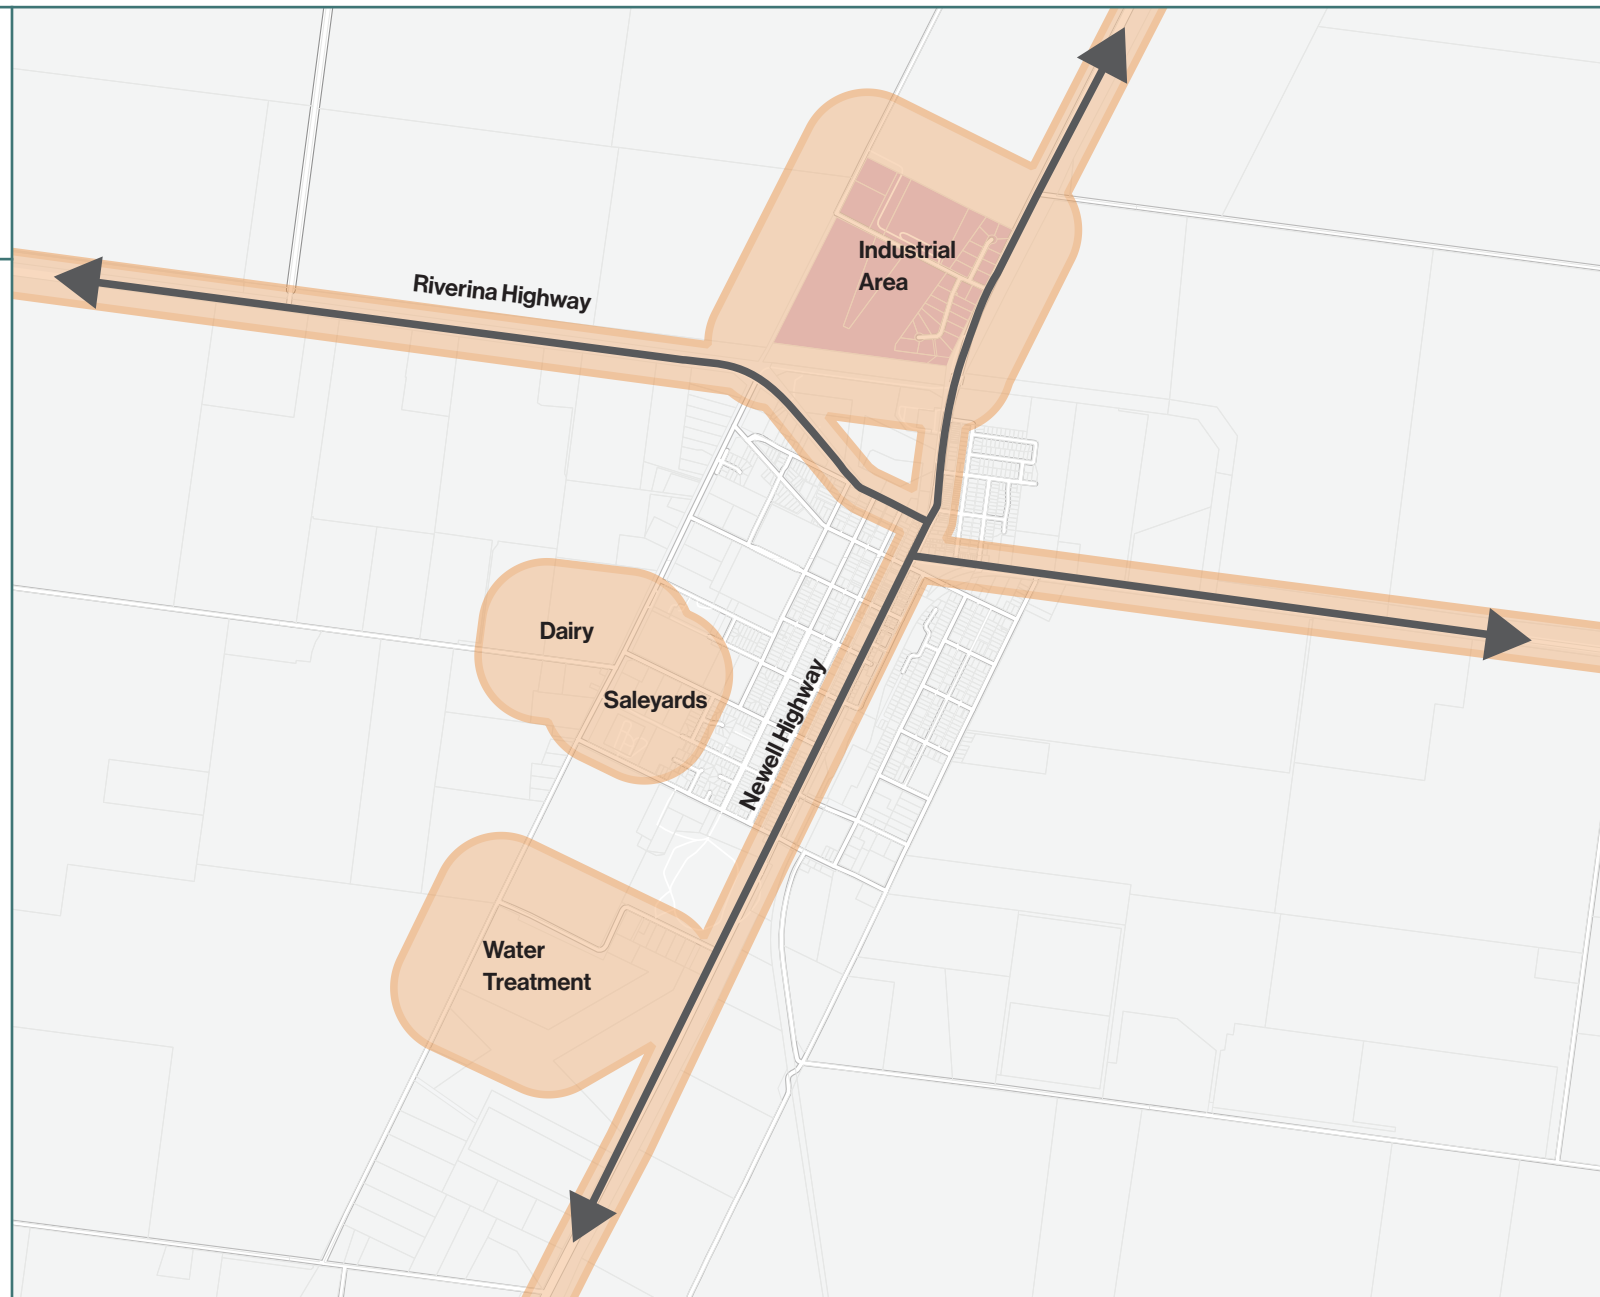 Industrial
Area
Riverina Highway
Dairy
Saleyards
Newell Highway
Water
Treatment